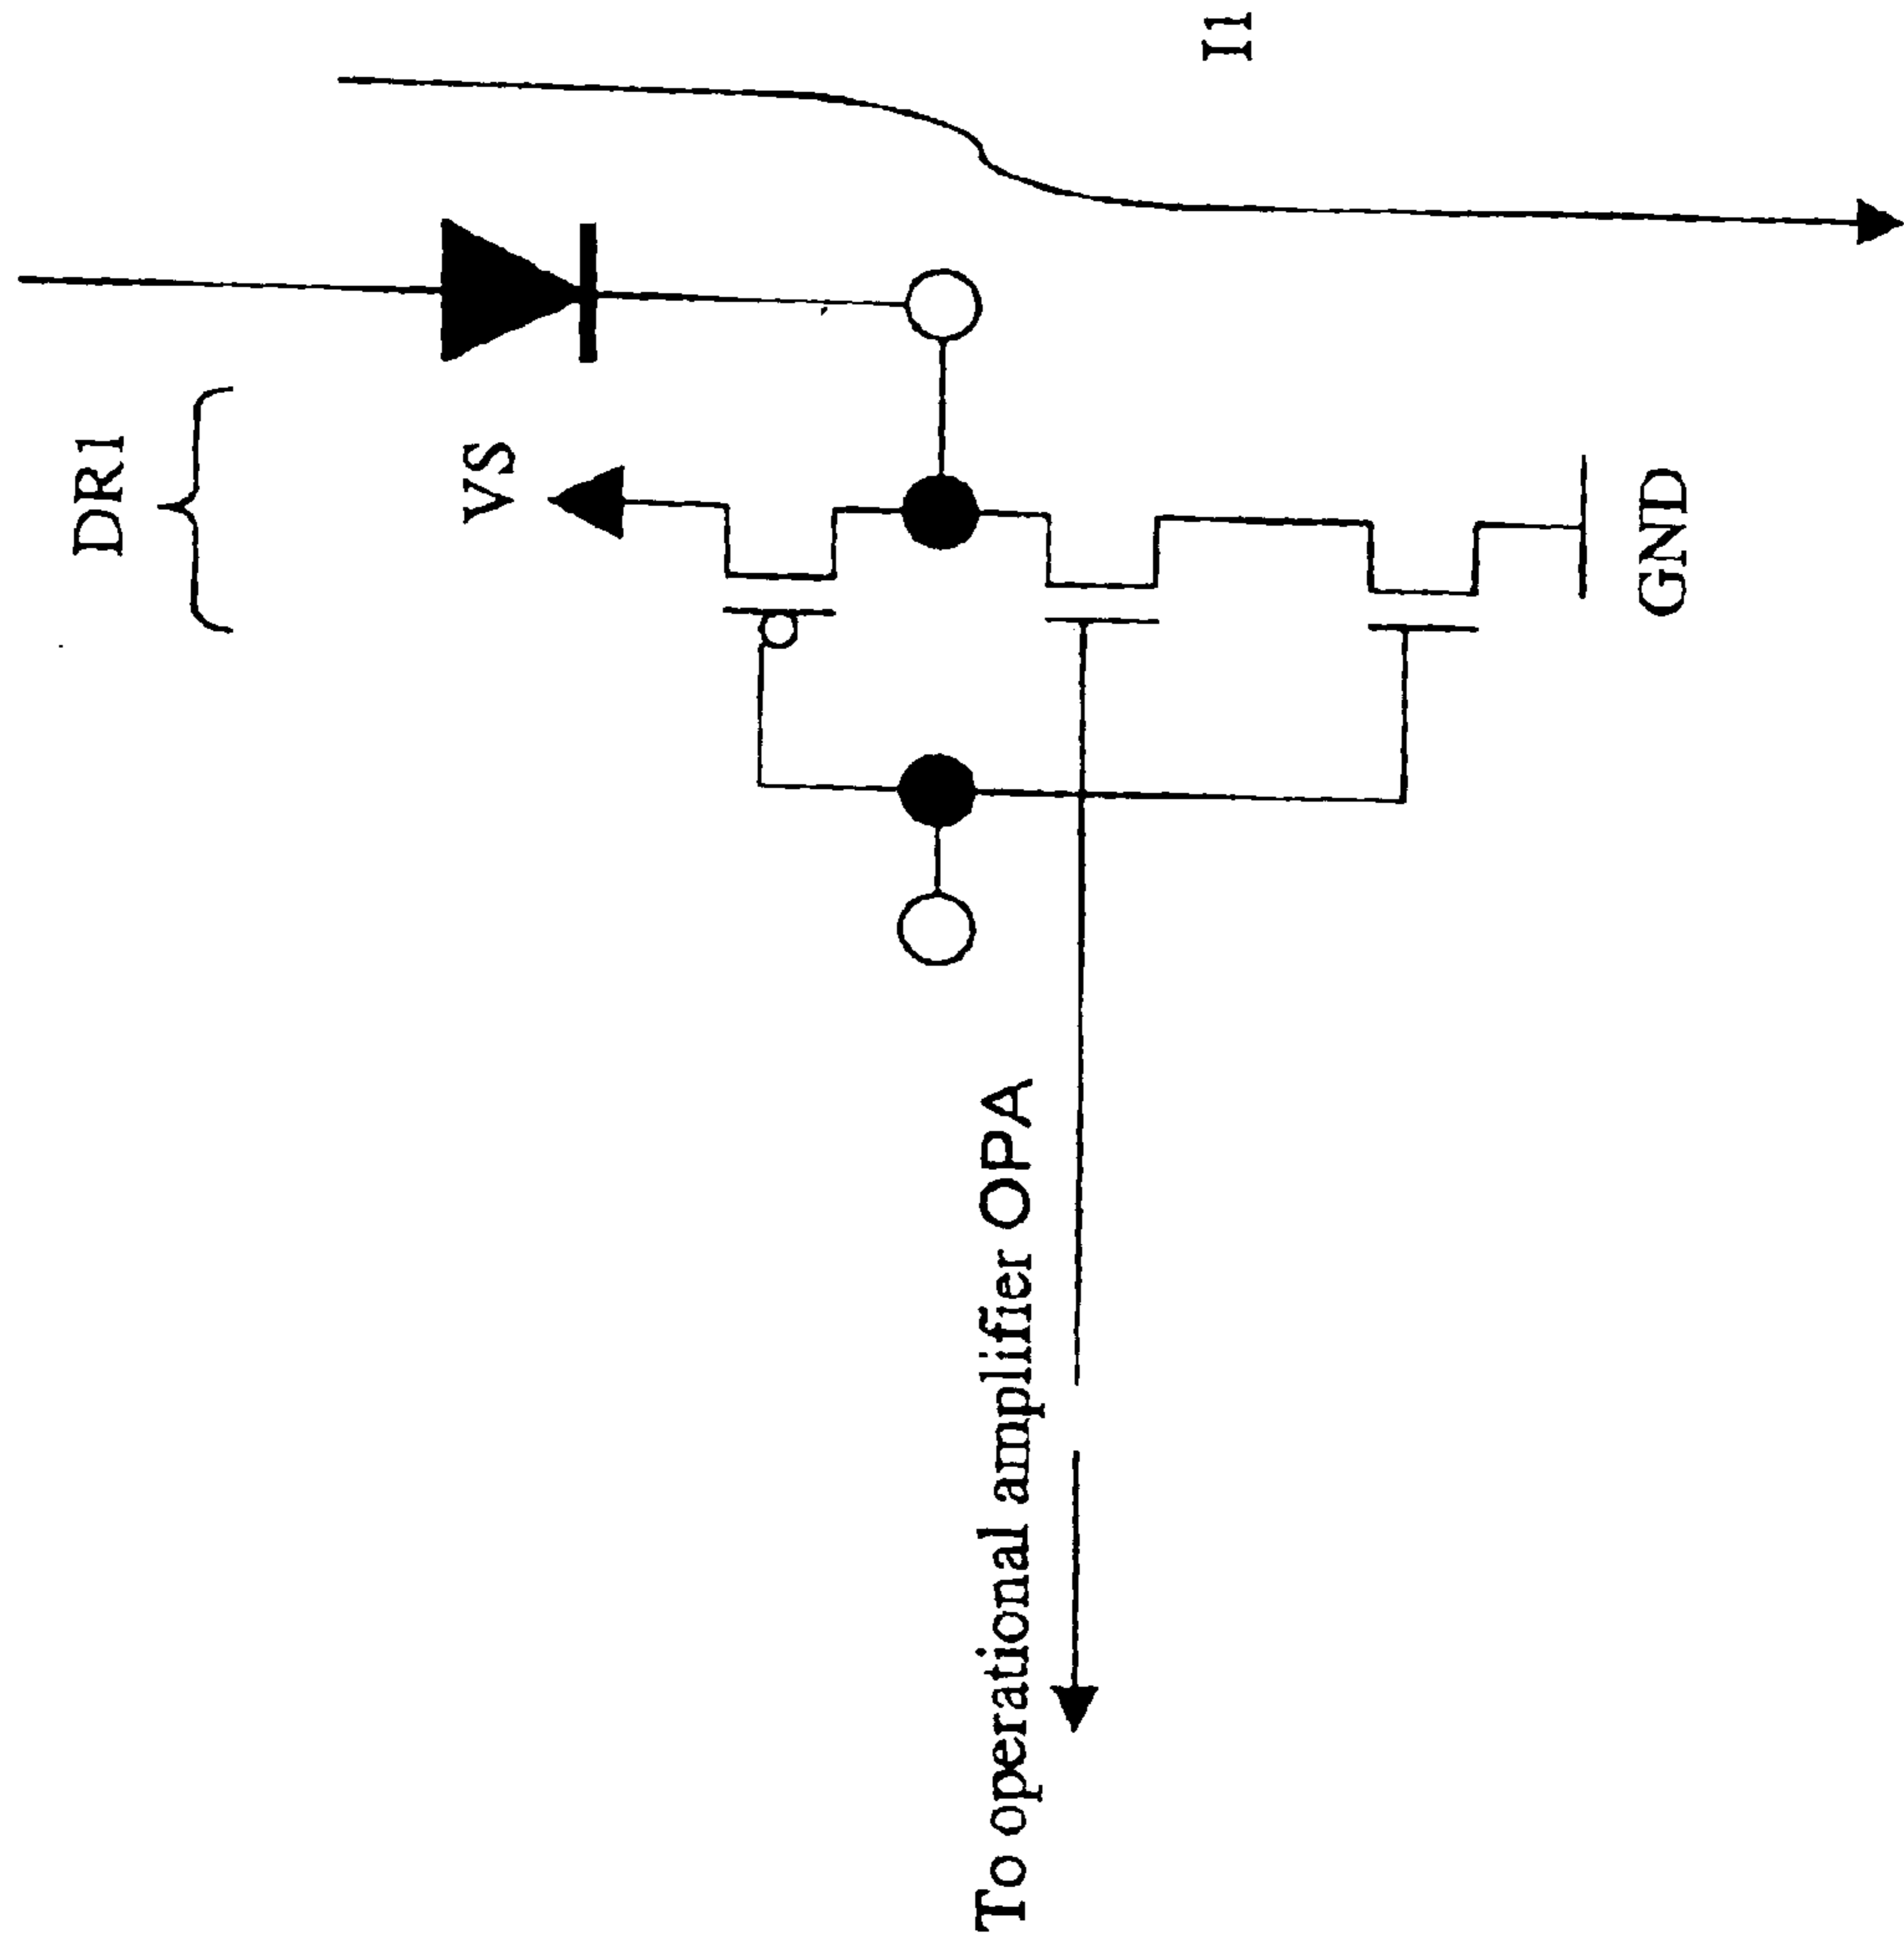 DR1
VS
I1
GND
To operational amplifier OPA